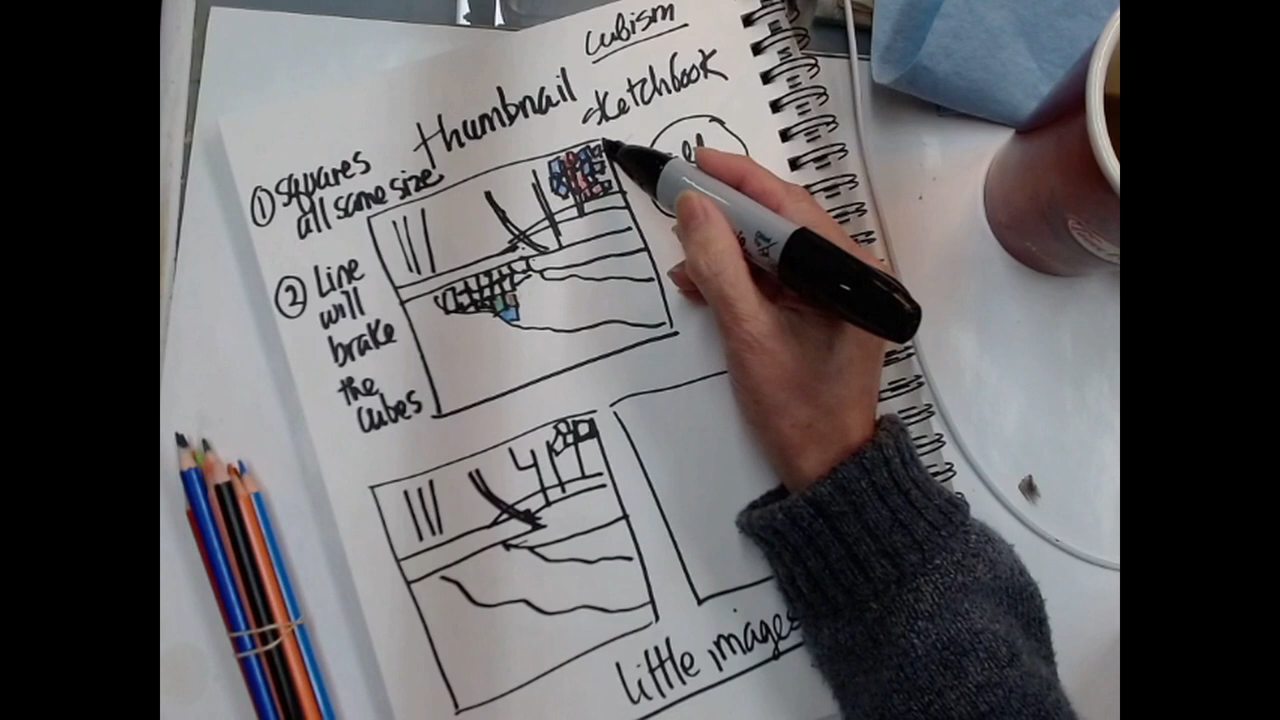 cubism
thumbnail sketchbook
① squares
all same size
② Line
will
brake
the
cubes
little images